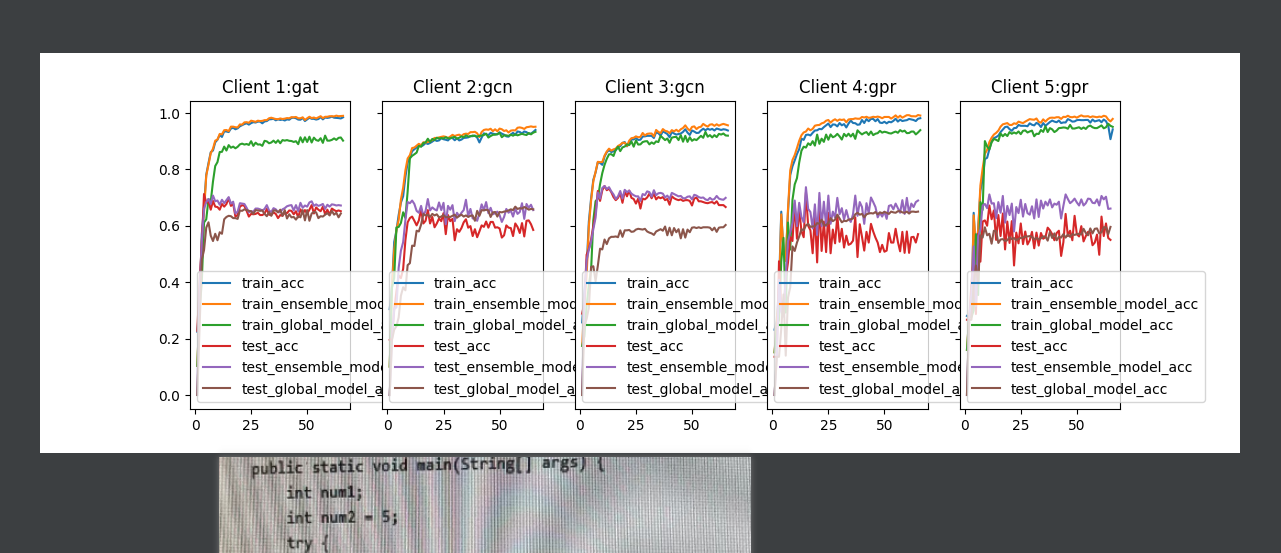 Client 1:gat
Client 2:gcn
Client 3:gcn
Client 4:gpr
Client 5:gpr
1.0
0.8
0.6
0.4
0.2
0.0
train_acc
train_ensemble_mod
train_global_model_a
test_acc
test_ensemble_mode
test_global_model_a
0 25 50
train_acc
train_ensemble_mod
train_global_model_a
test_acc
test_ensemble_mode
test_global_model_a
0 25 50
train_acc
train_ensemble_mod
train_global_model_a
test_acc
test_ensemble_mode
test_global_model_a
0 25 50
train_acc
train_ensemble_mod
train_global_model_a
test_acc
test_ensemble_mode
test_global_model_a
0 25 50
train_acc
train_ensemble_model_acc
train_global_model_acc
test_acc
test_ensemble_model_acc
test_global_model_acc
0 25 50
public static void main(String[] args) {
int num1;
int num2 = 5;
try {